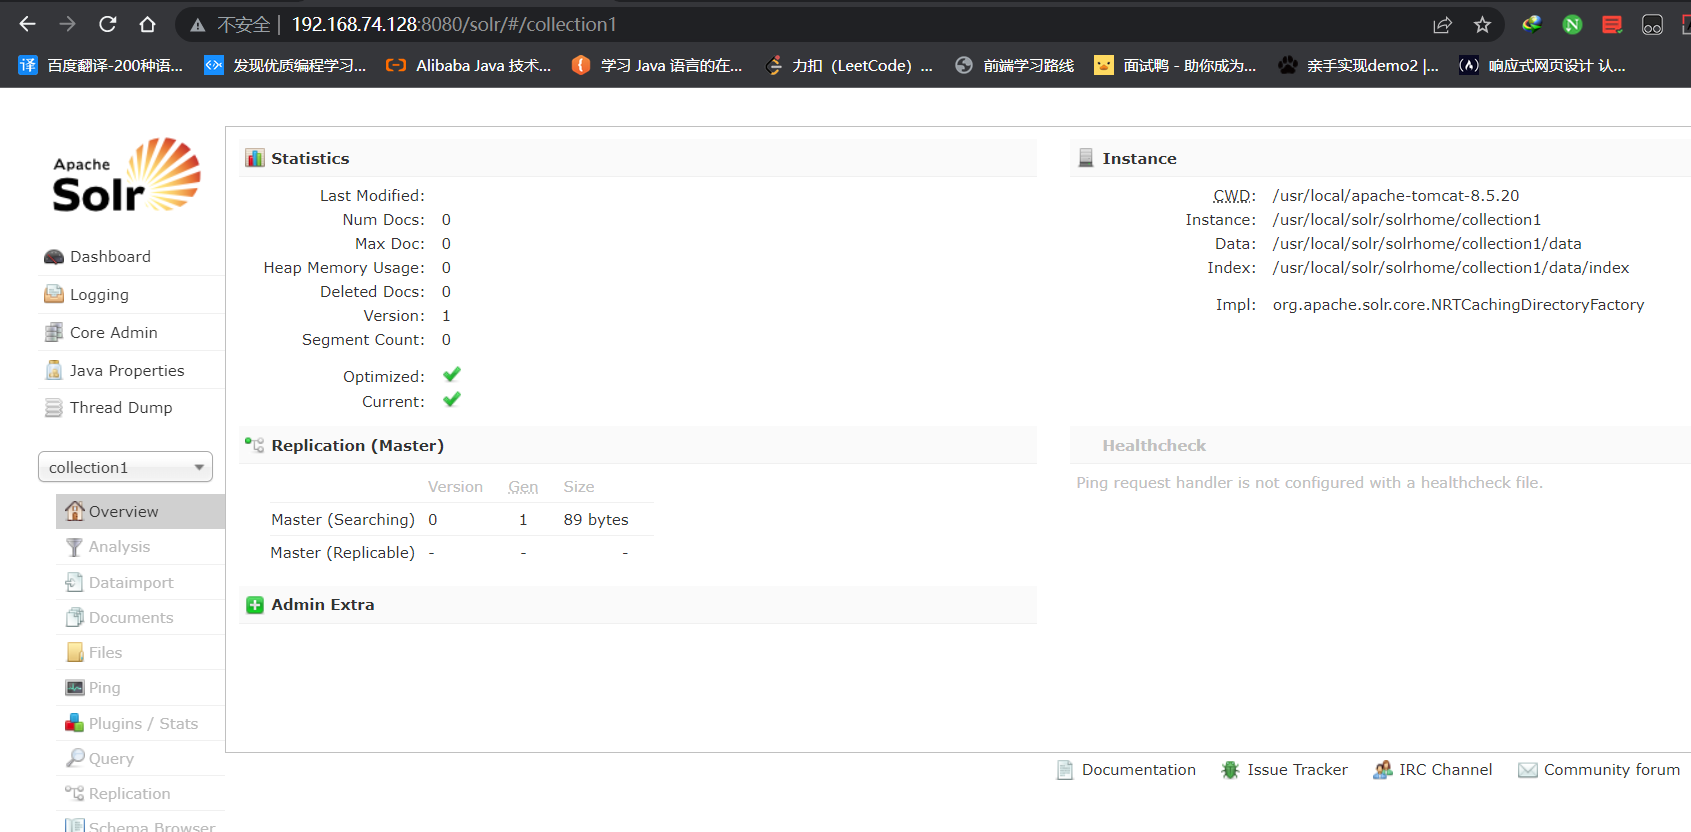 不安全 | 192.168.74.128:8080/solr/#/collection1
百度翻译-200种语... 发现优质编程学习... Alibaba Java 技术... 学习 Java 语言的在... 力扣（LeetCode）... 前端学习路线 面试鸭 - 助你成为... 亲手实现demo2 |... 响应式网页设计 认...
Apache
Solr
Dashboard
Logging
Core Admin
Java Properties
Thread Dump
collection1
Overview
Analysis
Dataimport
Documents
Files
Ping
Plugins / Stats
Query
Replication
Schema Browser
Statistics
Last Modified:
Num Docs: 0
Max Doc: 0
Heap Memory Usage: 0
Deleted Docs: 0
Version: 1
Segment Count: 0
Optimized:
Current:
Instance
CWD: /usr/local/apache-tomcat-8.5.20
Instance: /usr/local/solr/solrhome/collection1
Data: /usr/local/solr/solrhome/collection1/data
Index: /usr/local/solr/solrhome/collection1/data/index
Impl: org.apache.solr.core.NRTCachingDirectoryFactory
Replication (Master)
Version Gen Size
Master (Searching) 0 1 89 bytes
Master (Replicable) - - -
Healthcheck
Ping request handler is not configured with a healthcheck file.
Admin Extra
Documentation Issue Tracker IRC Channel Community forum